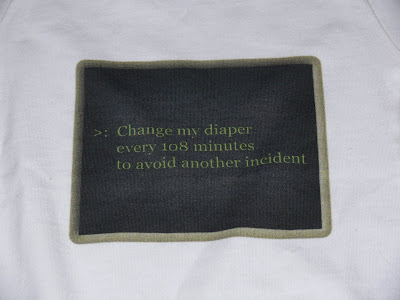 >: Change my diaper
every 108 minutes
to avoid another incident